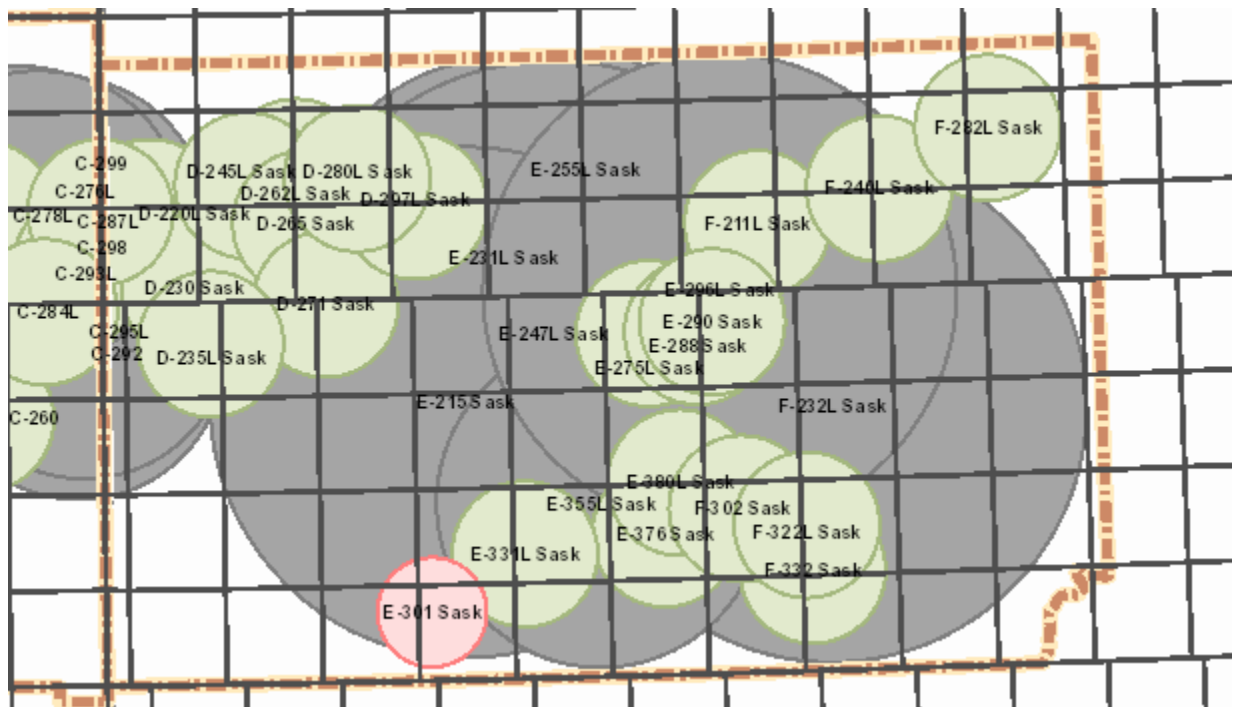 F-282L Sask
C-299
E-255L Sask
D-245L Sask
D-280L Sask
C-276L
F-240L Sask
D-262L Sask
D-297L Sask
C-278L
D-220L Sask
C-287L
D-265 Sask
F-211L Sask
C-298
E-231L Sask
C-293L
D-230 Sask
E-296L Sask
D-271 Sask
C-284L
E-290 Sask
C-295L
E-247L Sask
E-288 Sask
C-292
D-235L Sask
E-275L Sask
E-215 Sask
F-232L Sask
C-260
E-380L Sask
E-355L Sask
F-302 Sask
E-376 Sask
F-322L Sask
E-331L Sask
F-332 Sask
E-301 Sask